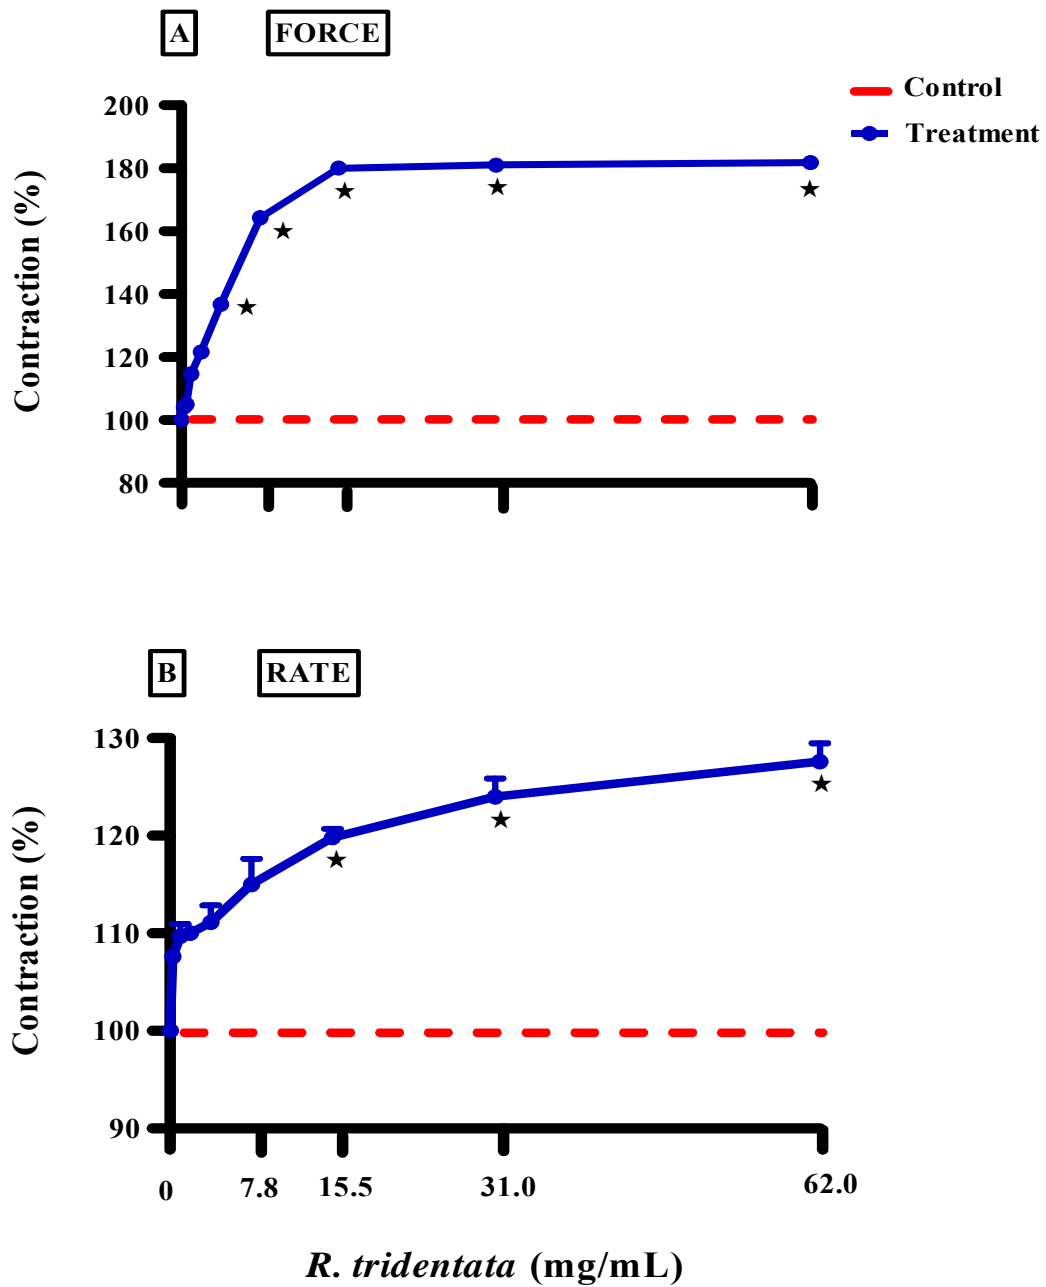 A FORCE
Control
Treatment
Contraction (%)
200
180
160
140
120
100
80
B RATE
Contraction (%)
130
120
110
100
90
0 7.8 15.5 31.0 62.0
R. tridentata (mg/mL)